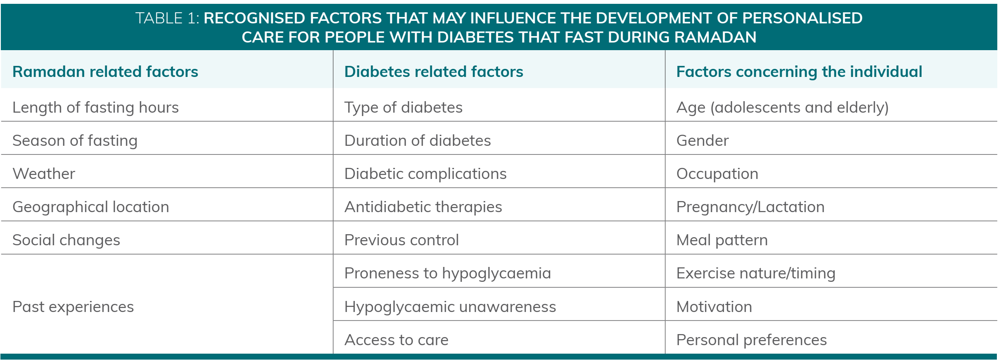 TABLE 1: RECOGNISED FACTORS THAT MAY INFLUENCE THE DEVELOPMENT OF PERSONALISED
CARE FOR PEOPLE WITH DIABETES THAT FAST DURING RAMADAN
Ramadan related factors Diabetes related factors Factors concerning the individual
Length of fasting hours Type of diabetes Age (adolescents and elderly)
Season of fasting Duration of diabetes Gender
Weather Diabetic complications Occupation
Geographical location Antidiabetic therapies Pregnancy/Lactation
Social changes Previous control Meal pattern
Proneness to hypoglycaemia Exercise nature/timing
Past experiences Hypoglycaemic unawareness Motivation
Access to care Personal preferences